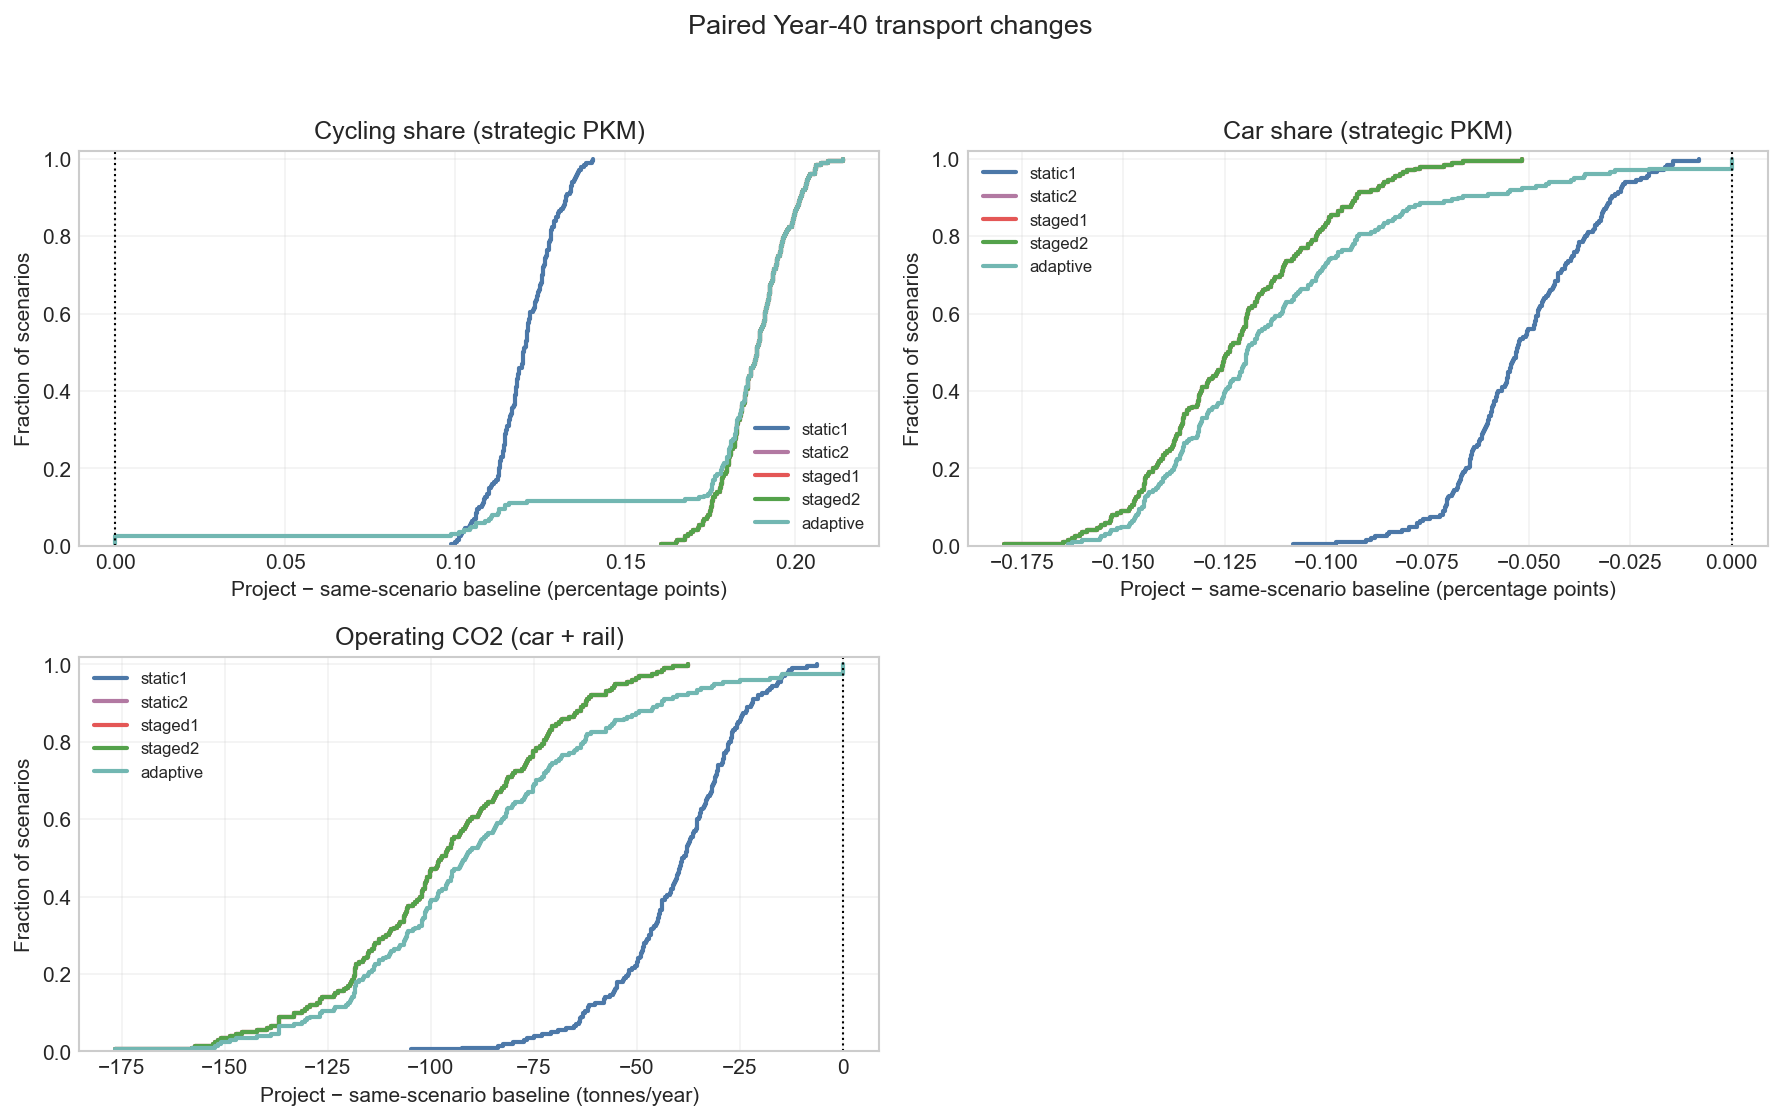 Paired Year-40 transport changes
Cycling share (strategic PKM)
1.0
0.8
0.6
0.4
0.2
0.0
Fraction of scenarios
static1
static2
staged1
staged2
adaptive
0.00 0.05 0.10 0.15 0.20
Project − same-scenario baseline (percentage points)
Car share (strategic PKM)
1.0
0.8
0.6
0.4
0.2
0.0
Fraction of scenarios
static1
static2
staged1
staged2
adaptive
−0.175 −0.150 −0.125 −0.100 −0.075 −0.050 −0.025 0.000
Project − same-scenario baseline (percentage points)
Operating CO2 (car + rail)
1.0
0.8
0.6
0.4
0.2
0.0
Fraction of scenarios
static1
static2
staged1
staged2
adaptive
−175 −150 −125 −100 −75 −50 −25 0
Project − same-scenario baseline (tonnes/year)